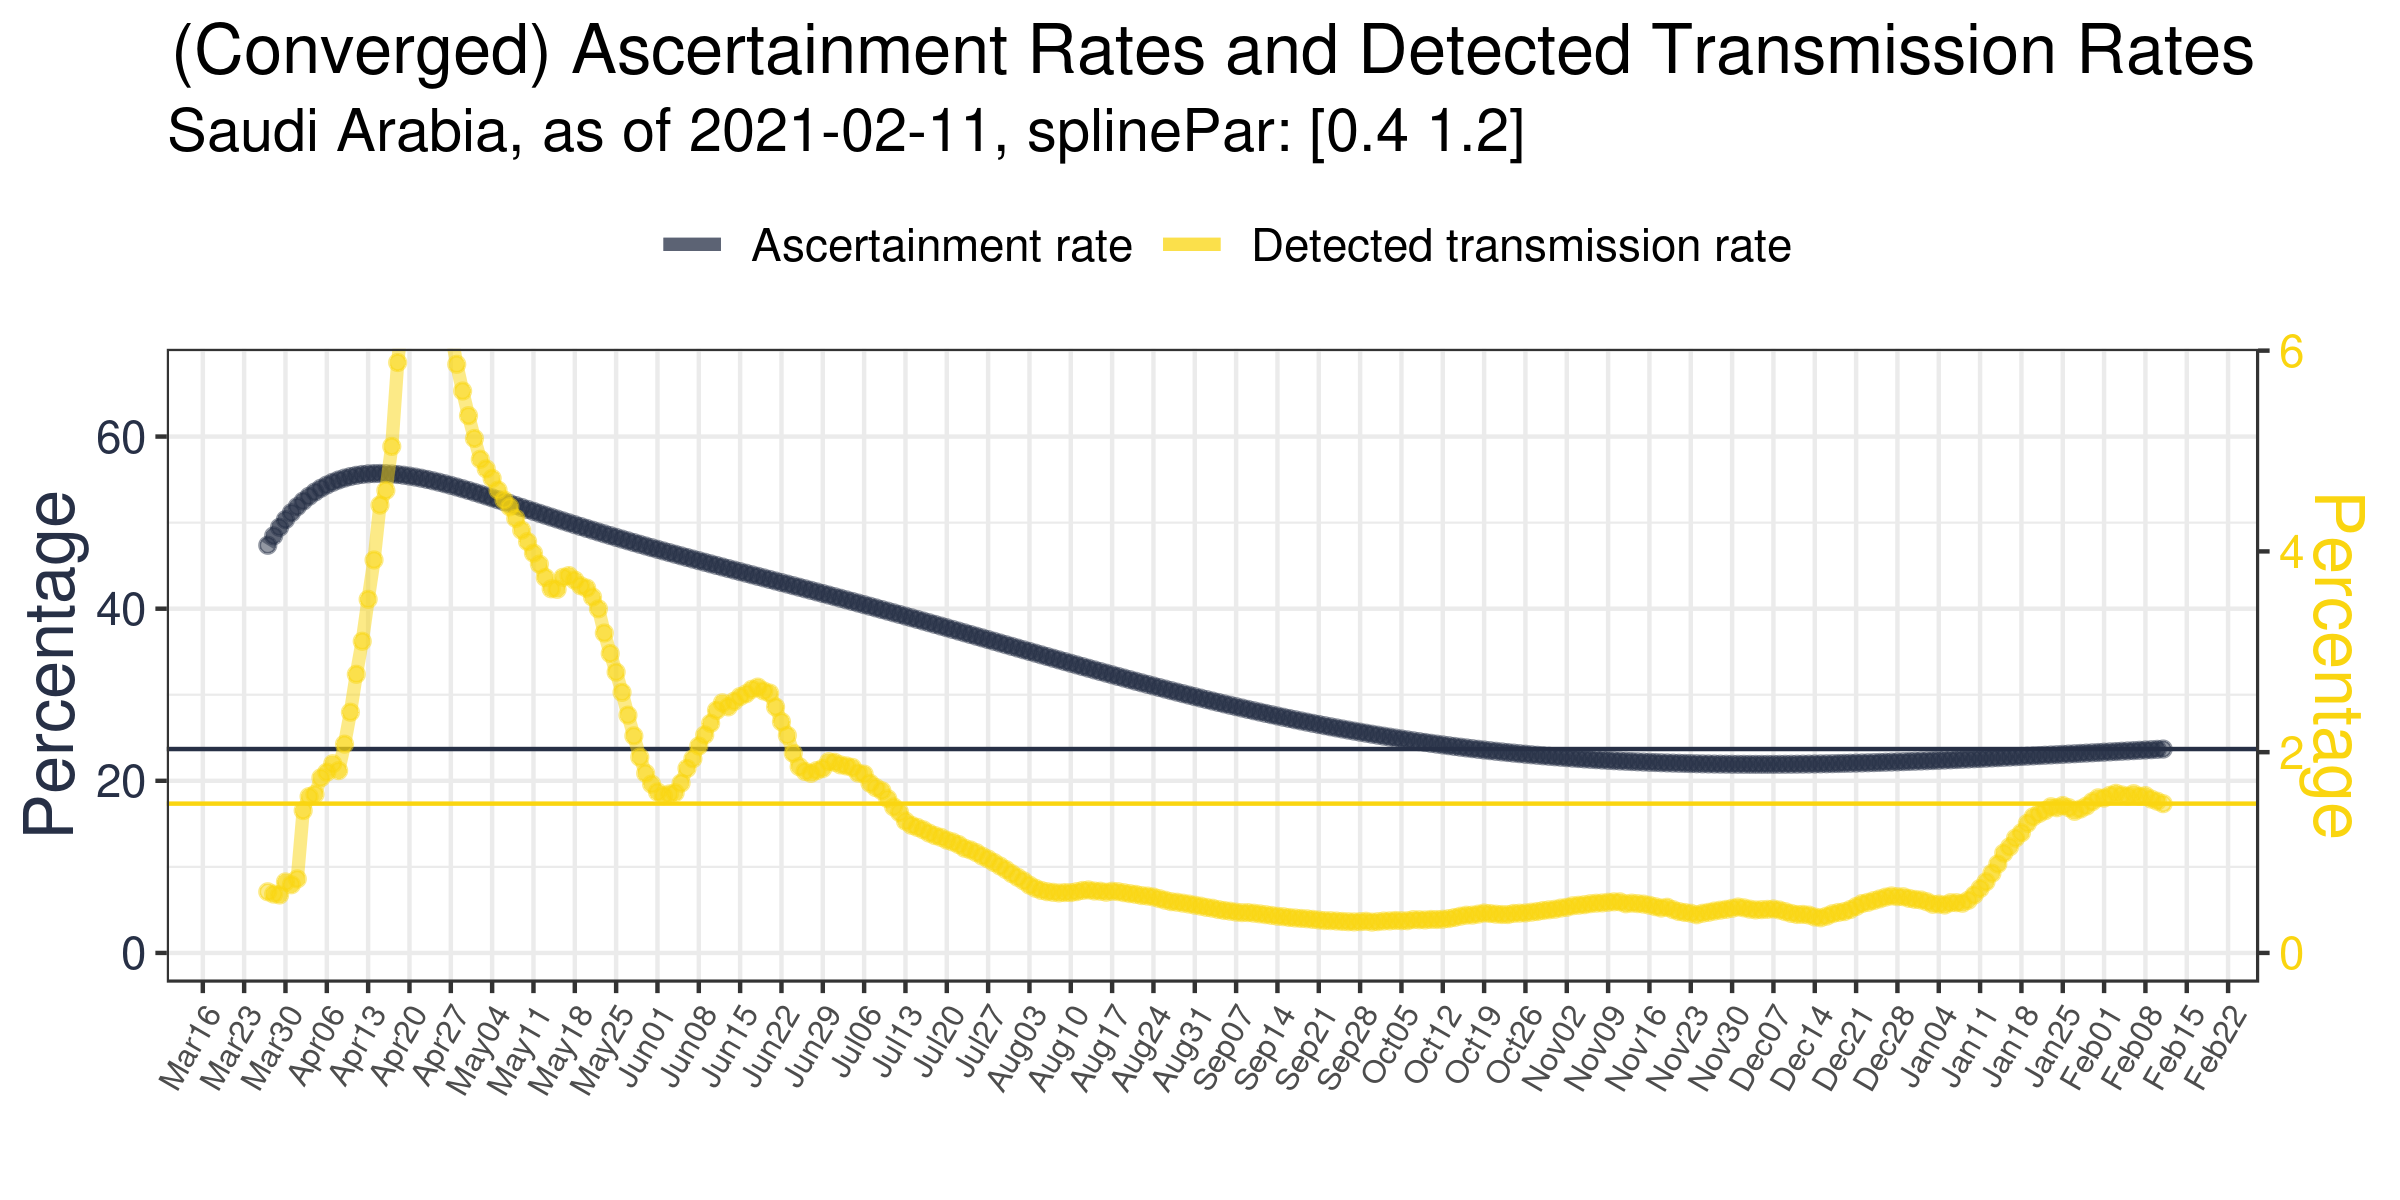 (Converged) Ascertainment Rates and Detected Transmission Rates
Saudi Arabia, as of 2021-02-11, splinePar: [0.4 1.2]
Ascertainment rate
Detected transmission rate
Percentage
60
40
20
0
6
4
2
0
Percentage
Mar16
Mar23
Mar30
Apr06
Apr13
Apr20
Apr27
May04
May11
May18
May25
Jun01
Jun08
Jun15
Jun22
Jun29
Jul06
Jul13
Jul20
Jul27
Aug03
Aug10
Aug17
Aug24
Aug31
Sep07
Sep14
Sep21
Sep28
Oct05
Oct12
Oct19
Oct26
Nov02
Nov09
Nov16
Nov23
Nov30
Dec07
Dec14
Dec21
Dec28
Jan04
Jan11
Jan18
Jan25
Feb01
Feb08
Feb15
Feb22